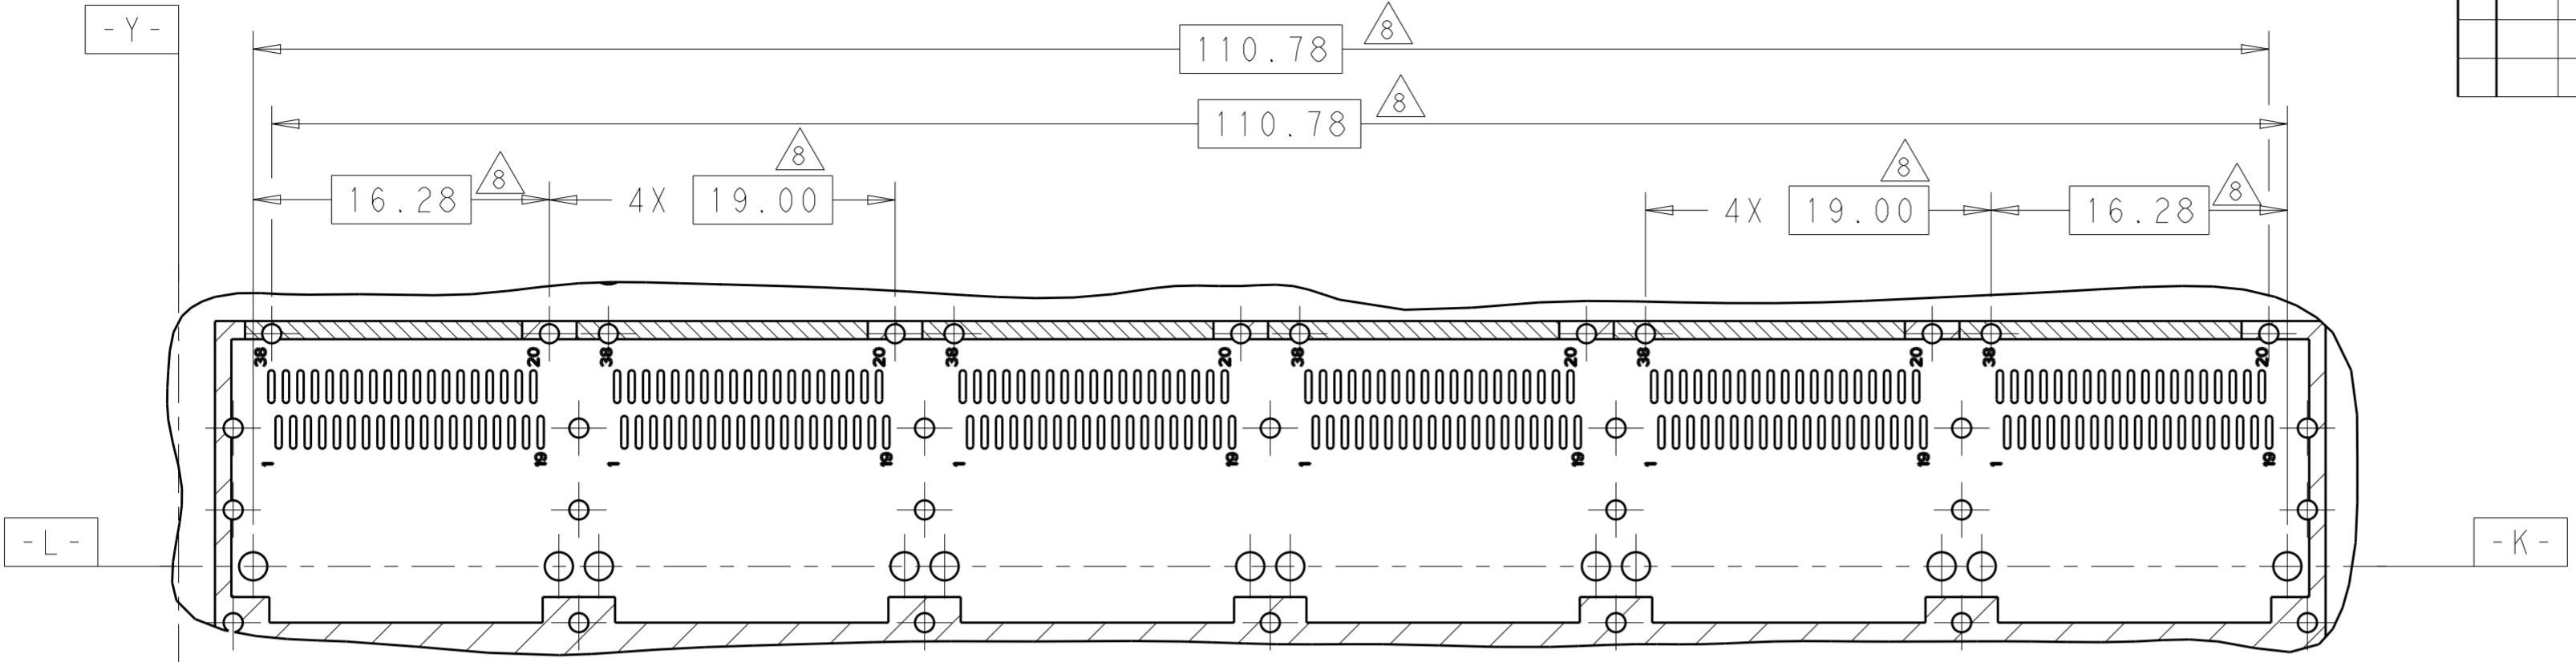 -Y-
110.78 8
110.78 8
16.28 8 4X 19.00 8
4X 19.00 8 16.28 8
38 20 38 20 38 20 38 20 38 20 38 20
1 19 1 19 1 19 1 19 1 19 1 19
-L- -K-